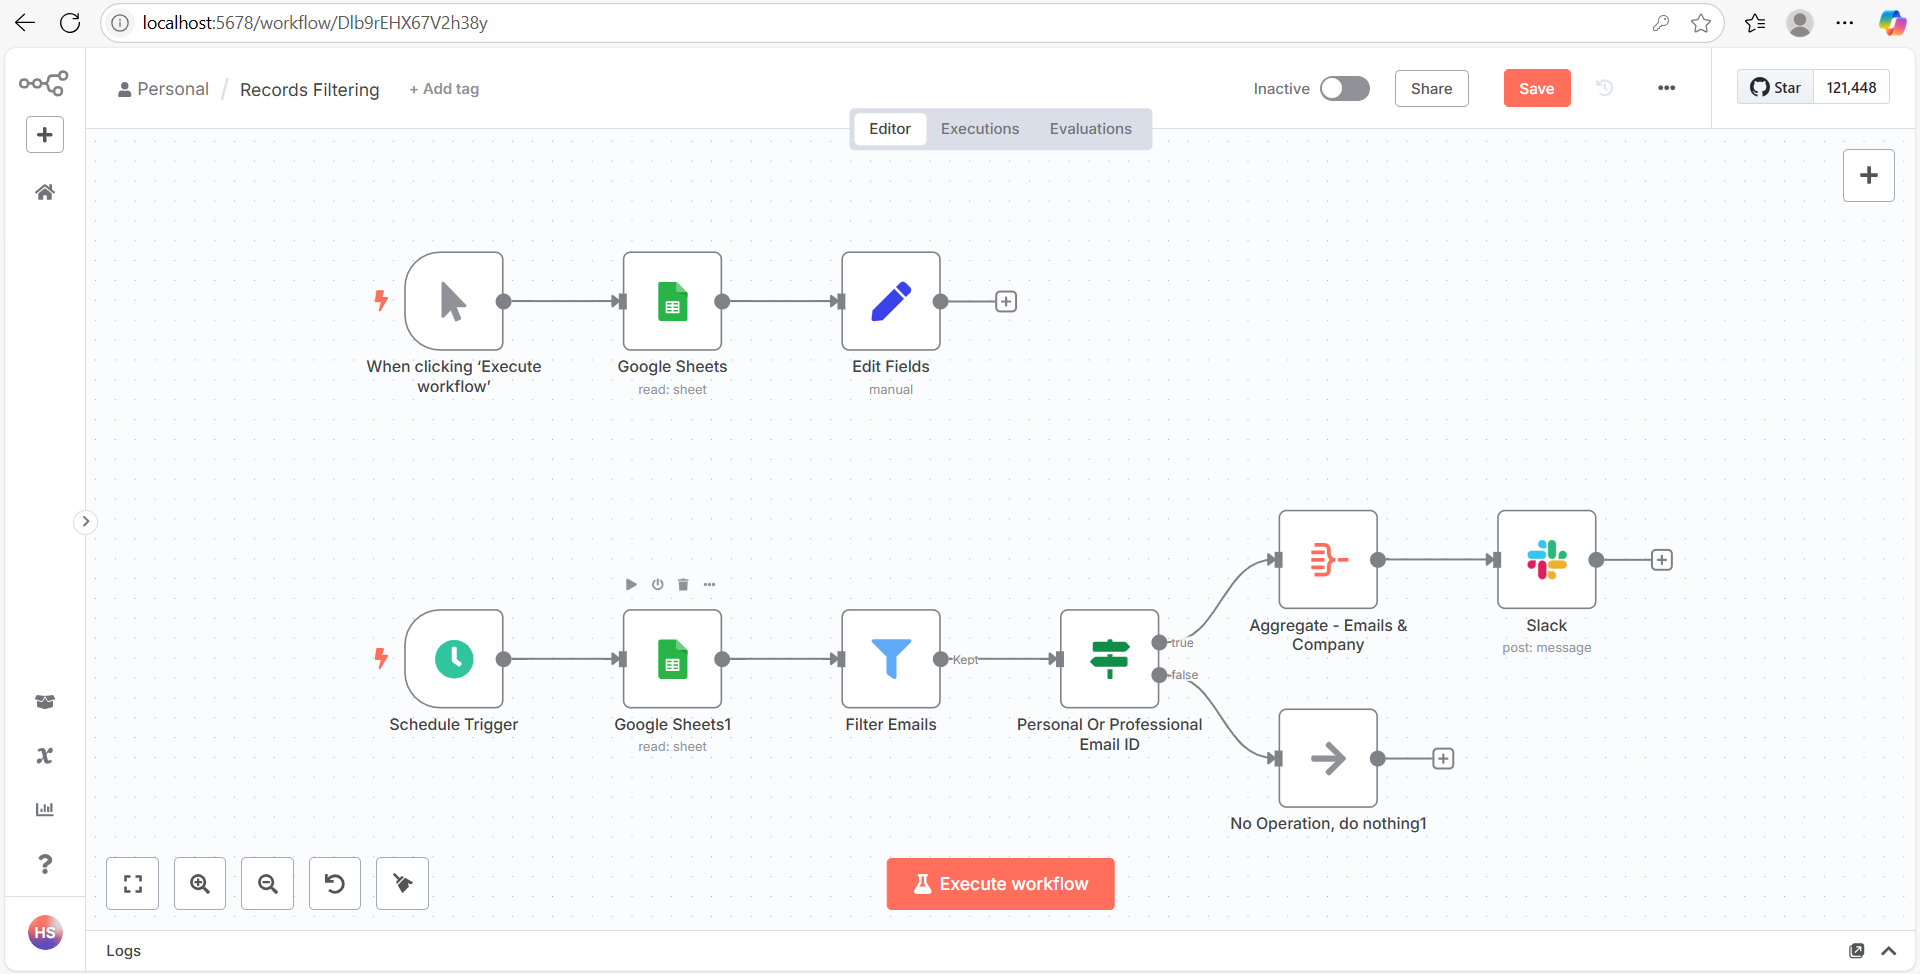 localhost:5678/workflow/Dlb9rEHX67V2h38y
Personal / Records Filtering + Add tag
Inactive
Share
Save
Star 121,448
Editor Executions Evaluations
When clicking ‘Execute
workflow’
Google Sheets
read: sheet
Edit Fields
manual
Schedule Trigger
Google Sheets1
read: sheet
Filter Emails
Kept
Personal Or Professional
Email ID
true
false
Aggregate - Emails &
Company
Slack
post: message
No Operation, do nothing1
Execute workflow
HS
Logs